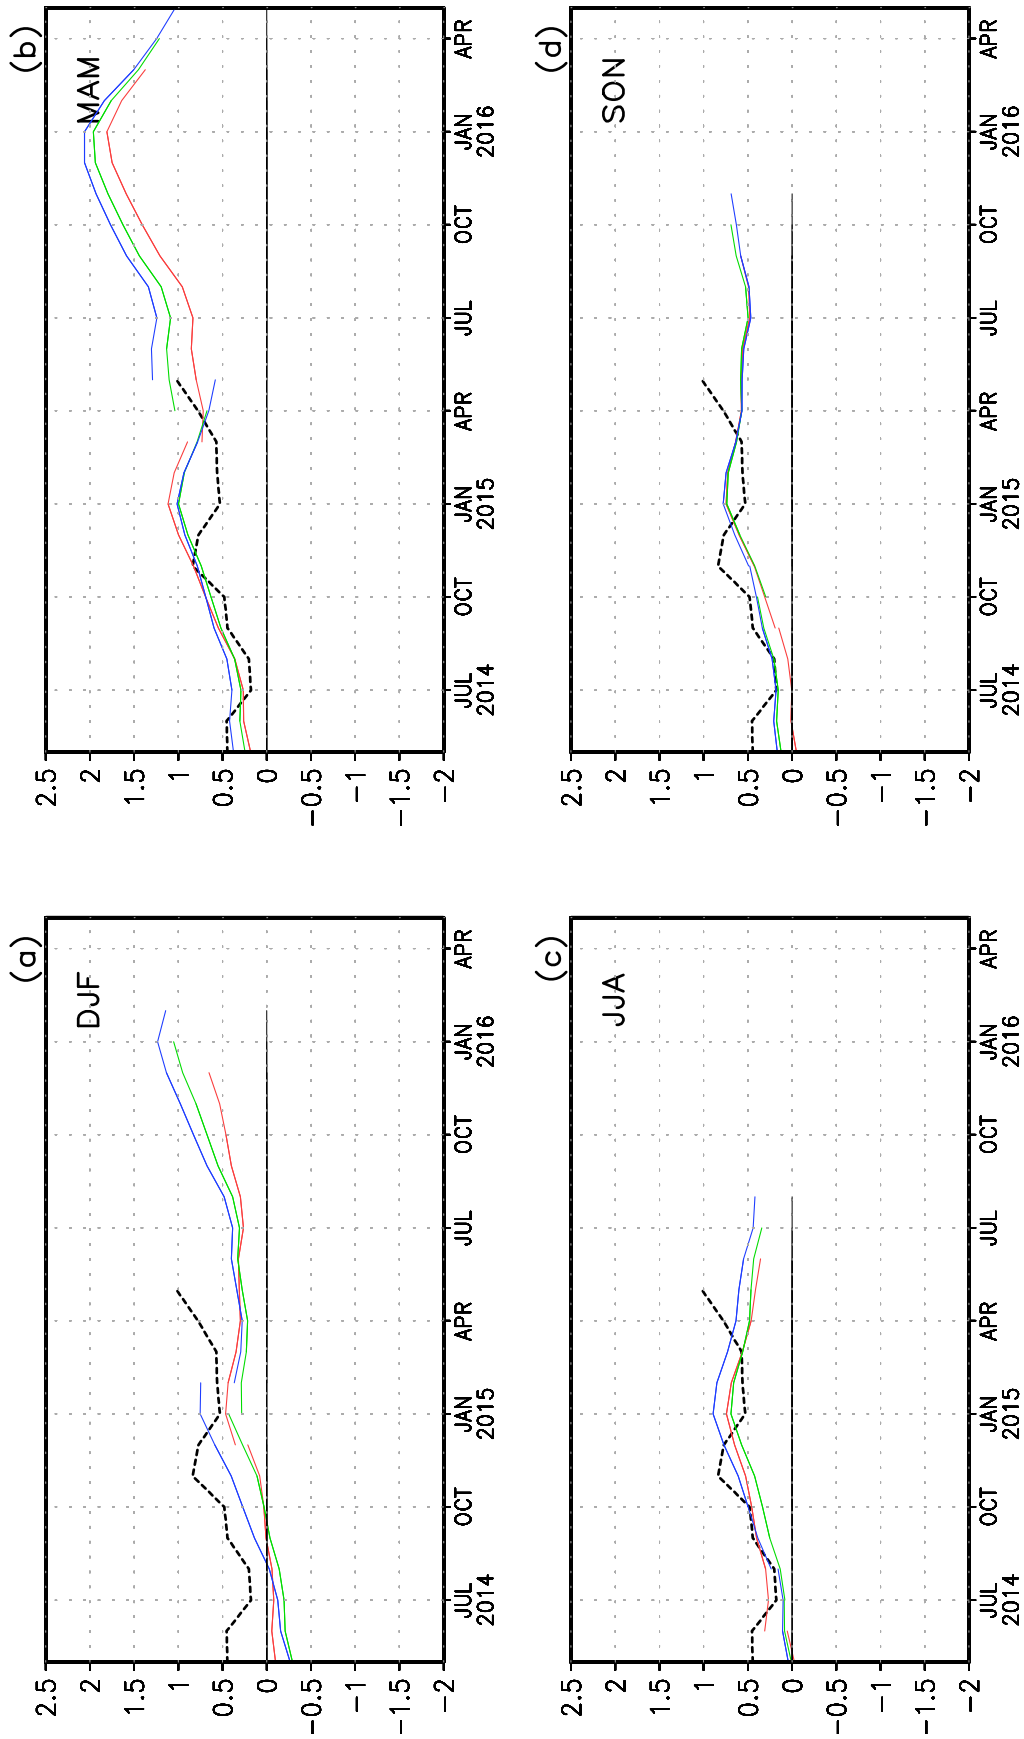 (a)
DJF
2.5
2
1.5
1
0.5
0
−0.5
−1
−1.5
−2
JUL
2014
OCT
JAN
2015
APR
JUL
OCT
JAN
2016
APR
(b)
MAM
2.5
2
1.5
1
0.5
0
−0.5
−1
−1.5
−2
JUL
2014
OCT
JAN
2015
APR
JUL
OCT
JAN
2016
APR
(c)
JJA
2.5
2
1.5
1
0.5
0
−0.5
−1
−1.5
−2
JUL
2014
OCT
JAN
2015
APR
JUL
OCT
JAN
2016
APR
(d)
SON
2.5
2
1.5
1
0.5
0
−0.5
−1
−1.5
−2
JUL
2014
OCT
JAN
2015
APR
JUL
OCT
JAN
2016
APR